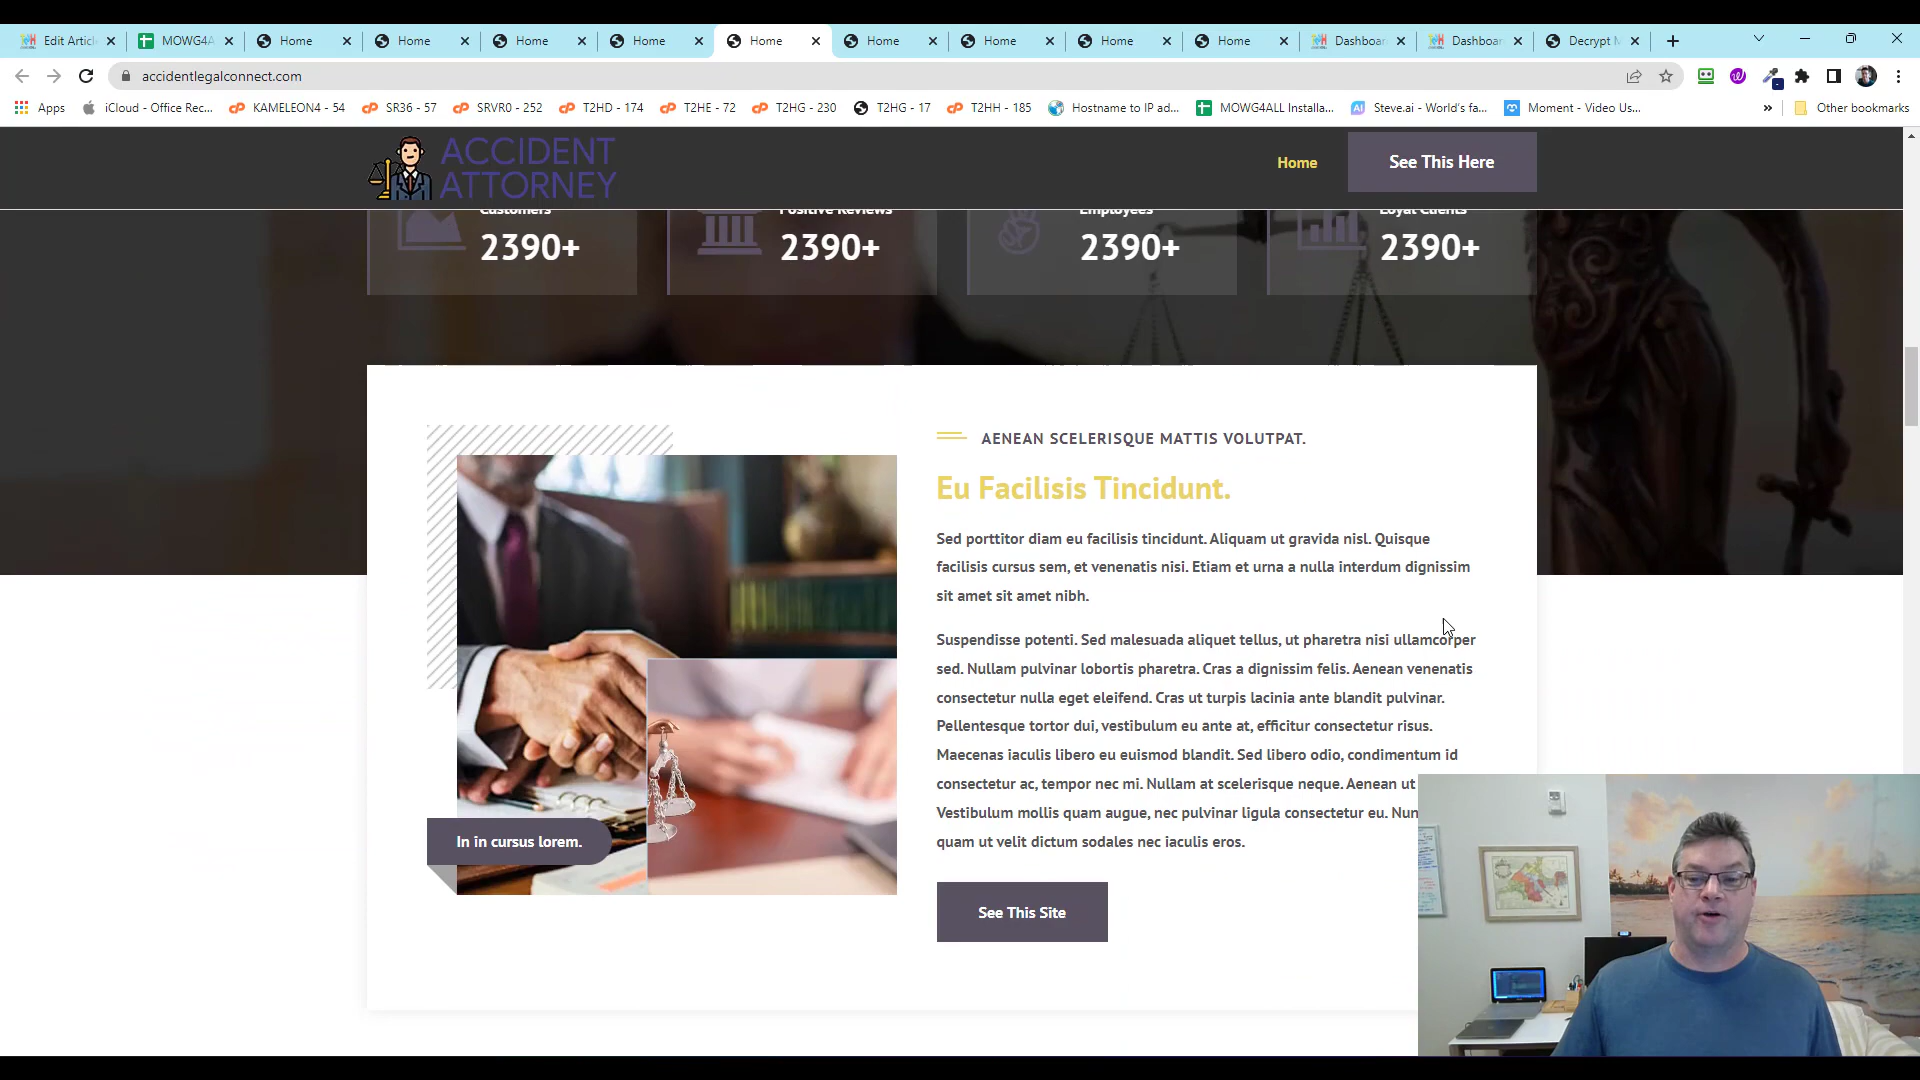 Edit Articl
MOWG4A
Home
Home
Home
Home
Home
Home
Home
Home
Home
Dashboar
Dashboar
Decrypt M
accidentlegalconnect.com
Apps
iCloud - Office Rec...
KAMELEON4 - 54
SR36 - 57
SRVR0 - 252
T2HD - 174
T2HE - 72
T2HG - 230
T2HG - 17
T2HH - 185
Hostname to IP ad...
MOWG4ALL Installa...
Steve.ai - World's fa...
Moment - Video Us...
Other bookmarks
ACCIDENT
ATTORNEY
Home
See This Here
Customers
Positive Reviews
Employees
Loyal Clients
2390+
2390+
2390+
2390+
AENEAN SCELERISQUE MATTIS VOLUTPAT.
Eu Facilisis Tincidunt.
Sed porttitor diam eu facilisis tincidunt. Aliquam ut gravida nisl. Quisque
facilisis cursus sem, et venenatis nisi. Etiam et urna a nulla interdum dignissim
sit amet sit amet nibh.
Suspendisse potenti. Sed malesuada aliquet tellus, ut pharetra nisi ullamcorper
sed. Nullam pulvinar lobortis pharetra. Cras a dignissim felis. Aenean venenatis
consectetur nulla eget eleifend. Cras ut turpis lacinia ante blandit pulvinar.
Pellentesque tortor dui, vestibulum eu ante at, efficitur consectetur risus.
Maecenas iaculis libero eu euismod blandit. Sed libero odio, condimentum id
consectetur ac, tempor nec mi. Nullam at scelerisque neque. Aenean ut
Vestibulum mollis quam augue, nec pulvinar ligula consectetur eu. Nun
quam ut velit dictum sodales nec iaculis eros.
In in cursus lorem.
See This Site